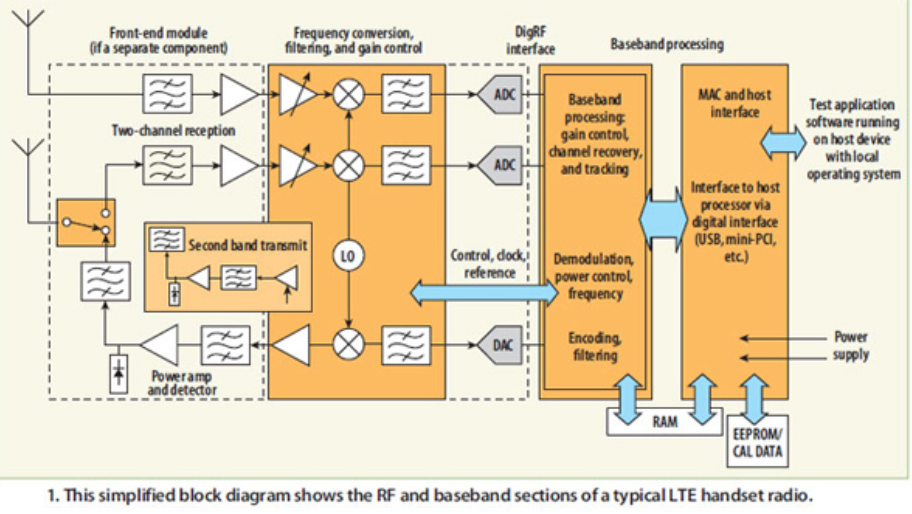 Front-end module
(if a separate component)
Frequency conversion,
filtering, and gain control
DigRF
interface
Baseband processing
ADC
Two-channel reception
ADC
Baseband
processing:
gain control,
channel recovery,
and tracking
MAC and host
interface
Test application
software running
on host device
with local
operating system
Interface to host
processor via
digital interface
(USB, mini-PCI,
etc.)
Second band transmit
LO
Control, clock,
reference
Demodulation,
power control,
frequency
DAC
Encoding,
filtering
Power
supply
Power amp
and detector
RAM
EEPROM/
CAL DATA
1. This simplified block diagram shows the RF and baseband sections of a typical LTE handset radio.